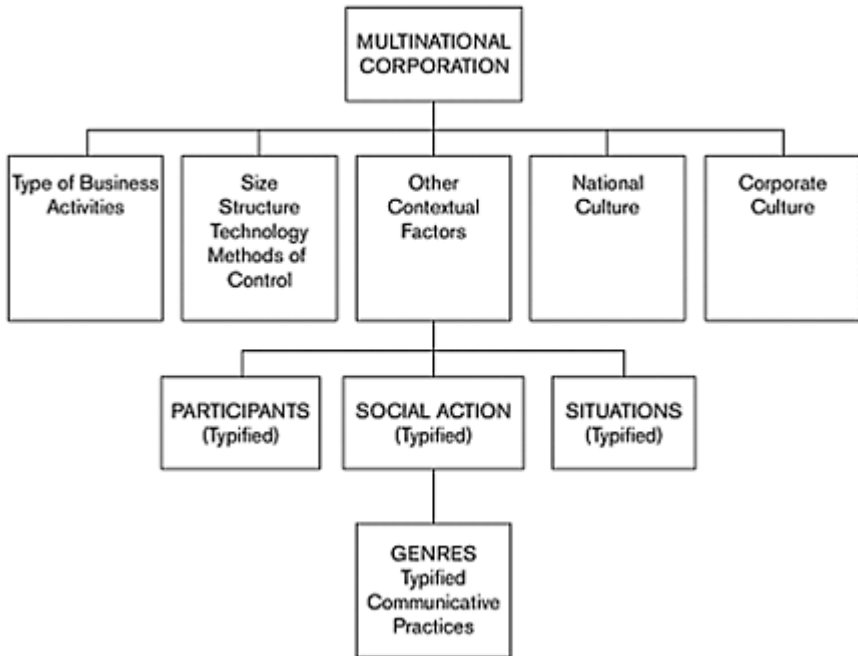 MULTINATIONAL
CORPORATION
Type of Business
Activities
Size
Structure
Technology
Methods of
Control
Other
Contextual
Factors
National
Culture
Corporate
Culture
PARTICIPANTS
(Typified)
SOCIAL ACTION
(Typified)
SITUATIONS
(Typified)
GENRES
Typified
Communicative
Practices